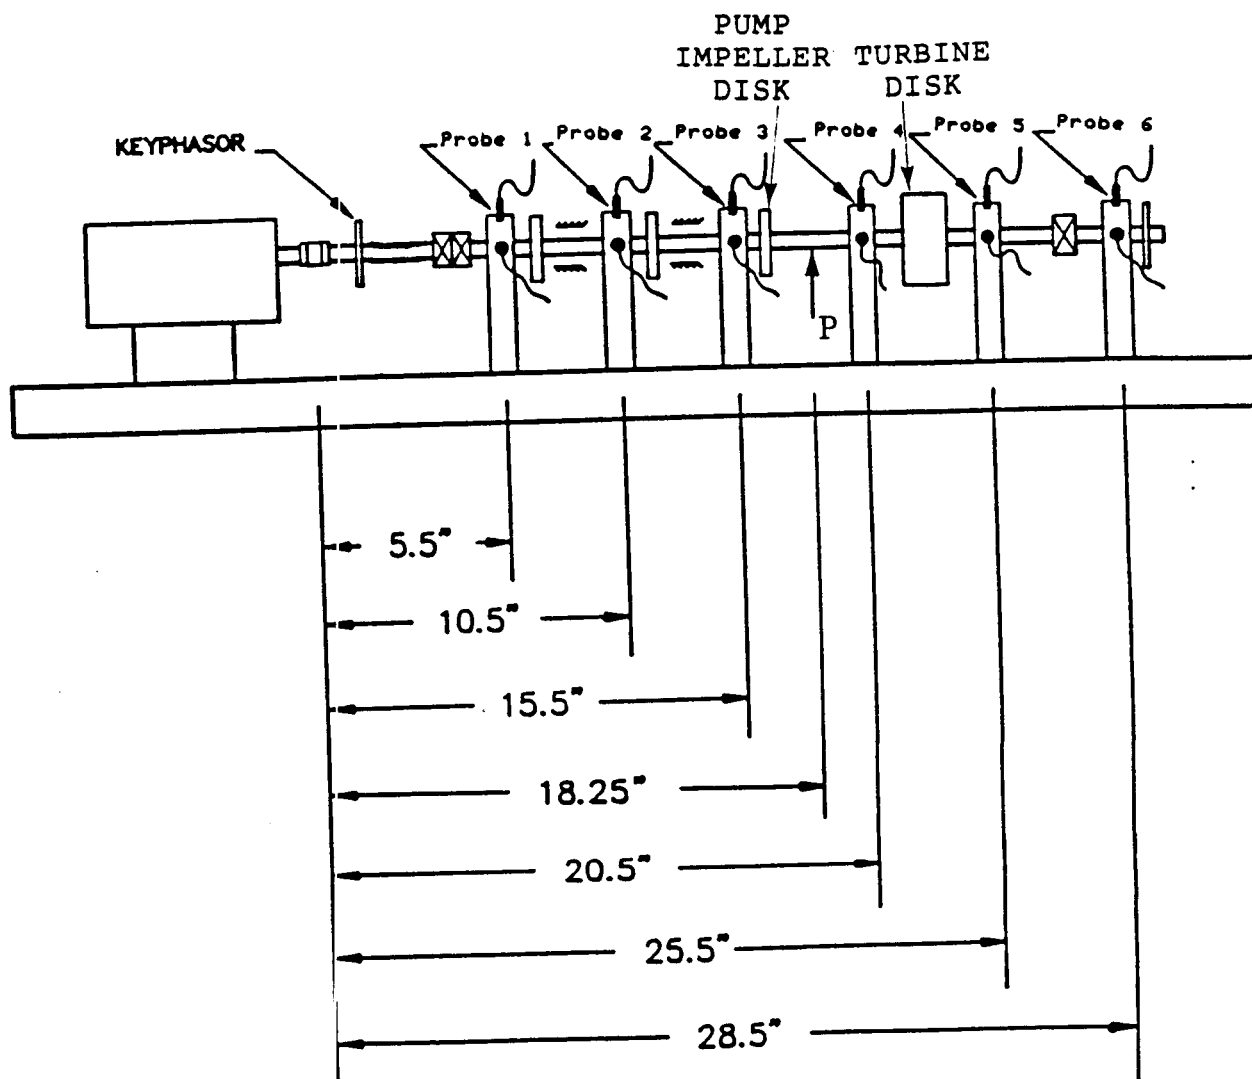 PUMP
IMPELLER
DISK
TURBINE
DISK
KEYPHASOR
Probe 1
Probe 2
Probe 3
Probe 4
Probe 5
Probe 6
P
5.5"
10.5"
15.5"
18.25"
20.5"
25.5"
28.5"